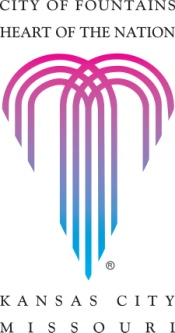 CITY OF FOUNTAINS
HEART OF THE NATION
®
KANSAS CITY
MISSOURI